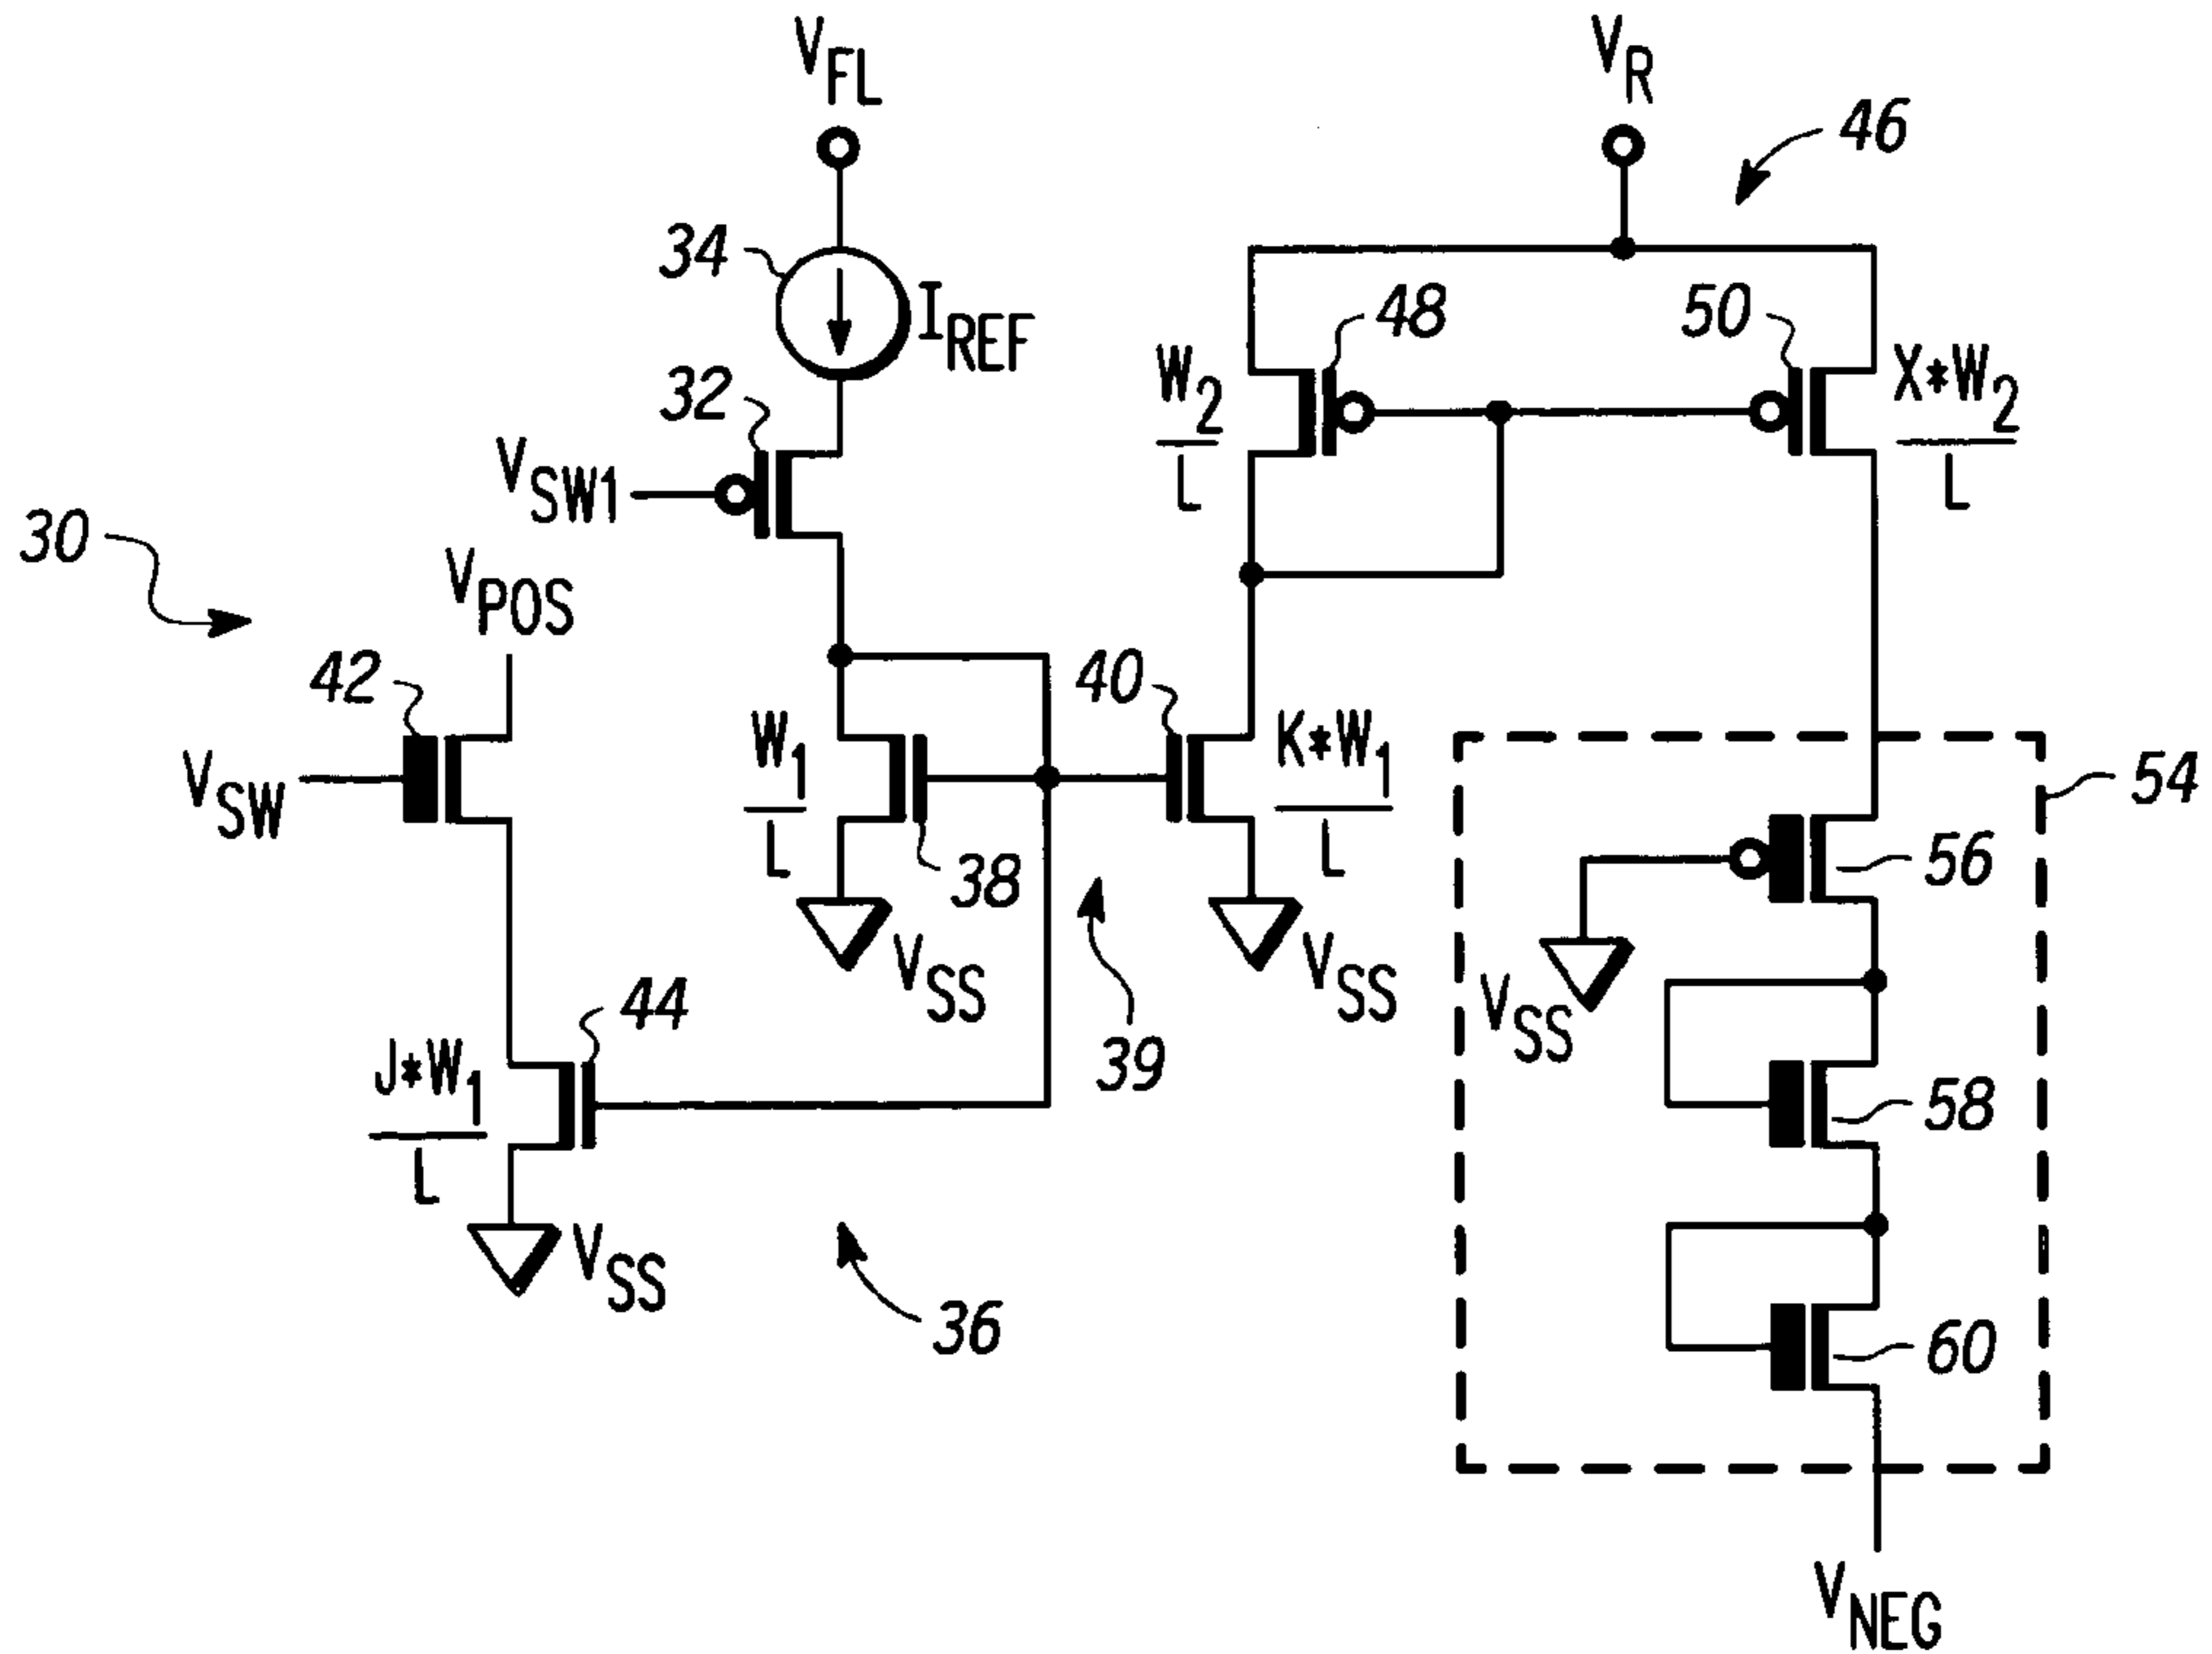 V_FL
V_R
46
34
I_REF
48
50
W_2
L
X*W_2
L
32
V_SW1
30
V_POS
42
40
W_1
L
K*W_1
L
V_SW
54
38
56
V_SS
V_SS
V_SS
44
39
J*W_1
L
58
V_SS
36
60
V_NEG